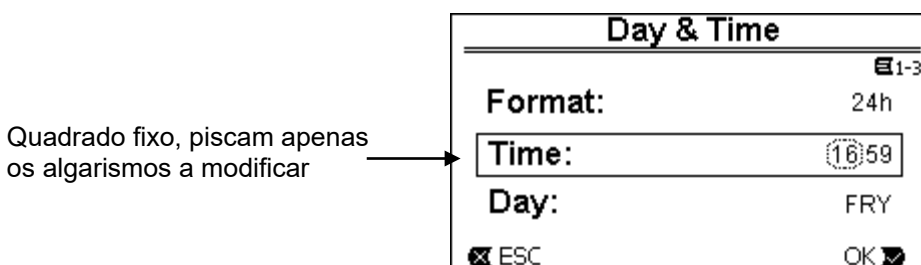 Day & Time
1-3
Format: 24h
Quadrado fixo, piscam apenas
os algarismos a modificar
Time: 16:59
Day: FRY
ESC OK